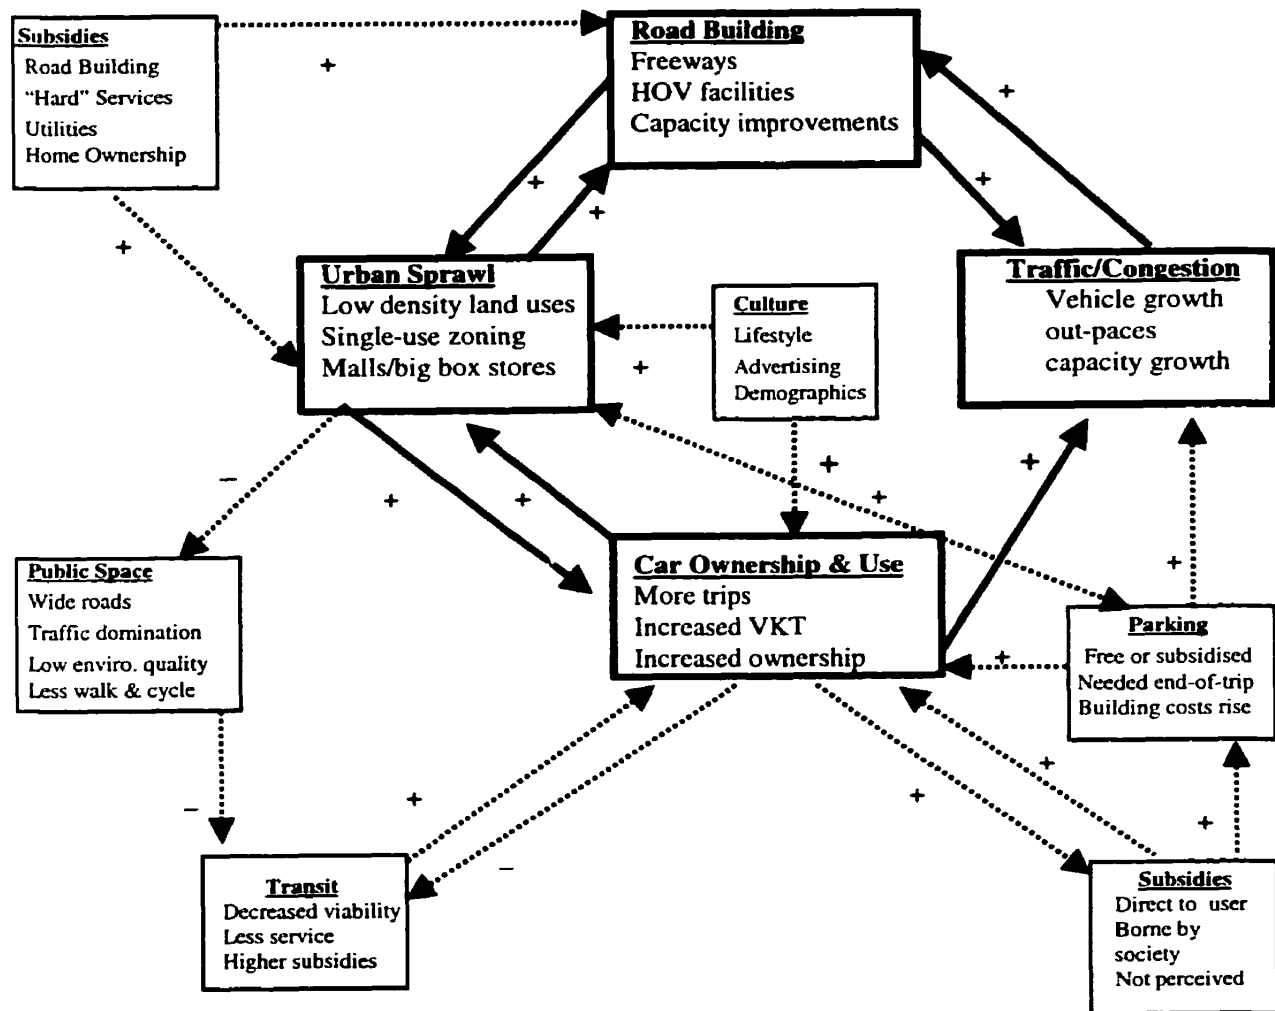 Subsidies
Road Building
"Hard" Services
Utilities
Home Ownership
+
Road Building
Freeways
HOV facilities
Capacity improvements
+
+
+
+
+
Urban Sprawl
Low density land uses
Single-use zoning
Malls/big box stores
Culture
Lifestyle
Advertising
Demographics
+
Traffic/Congestion
Vehicle growth
out-paces
capacity growth
–
+
+
+
+
+
Public Space
Wide roads
Traffic domination
Low enviro. quality
Less walk & cycle
Car Ownership & Use
More trips
Increased VKT
Increased ownership
+
+
Parking
Free or subsidised
Needed end-of-trip
Building costs rise
–
+
–
+
+
+
Transit
Decreased viability
Less service
Higher subsidies
Subsidies
Direct to user
Borne by
society
Not perceived